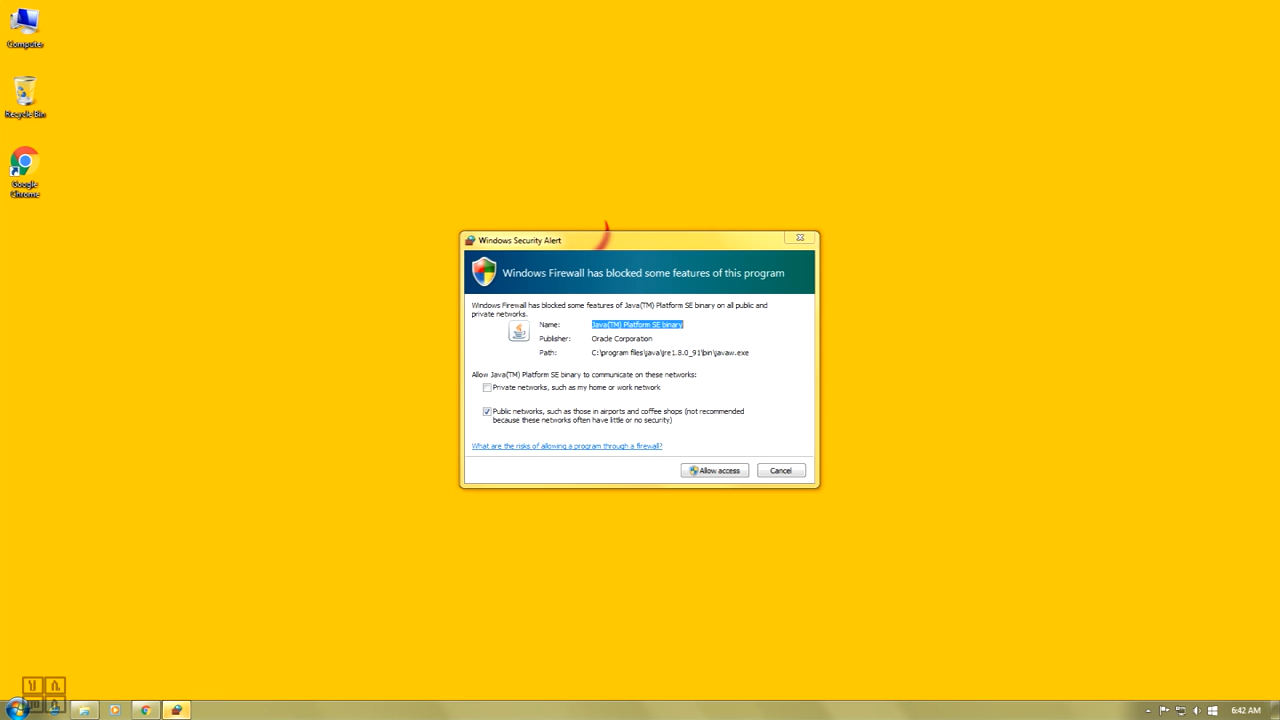 Computer
Recycle Bin
Google
Chrome
Windows Security Alert
Windows Firewall has blocked some features of this program
Windows Firewall has blocked some features of Java(TM) Platform SE binary on all public and
private networks.
Name: Java(TM) Platform SE binary
Publisher: Oracle Corporation
Path: C:\program files\java\jre1.8.0_91\bin\javaw.exe
Allow Java(TM) Platform SE binary to communicate on these networks:
Private networks, such as my home or work network
Public networks, such as those in airports and coffee shops (not recommended
because these networks often have little or no security)
What are the risks of allowing a program through a firewall?
Allow access Cancel
6:42 AM